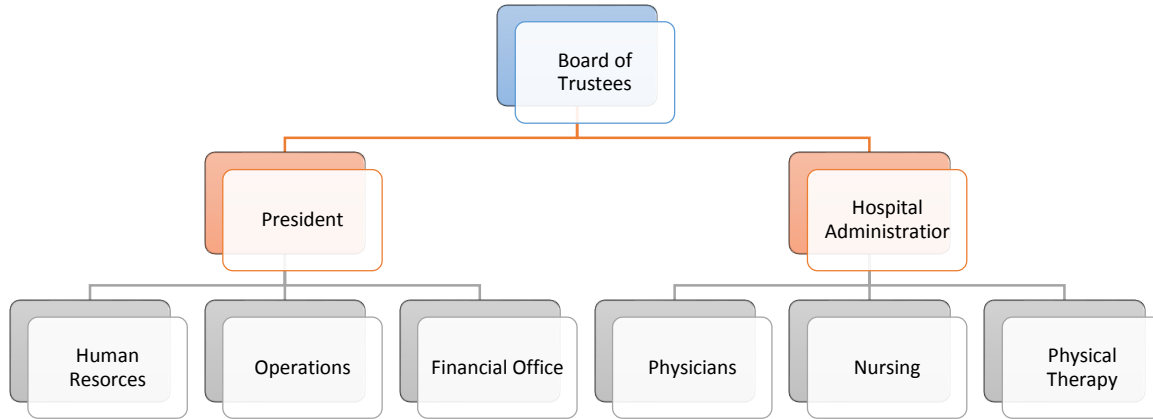 Board of
Trustees
President
Hospital
Administratior
Human
Resorces
Operations
Financial Office
Physicians
Nursing
Physical
Therapy